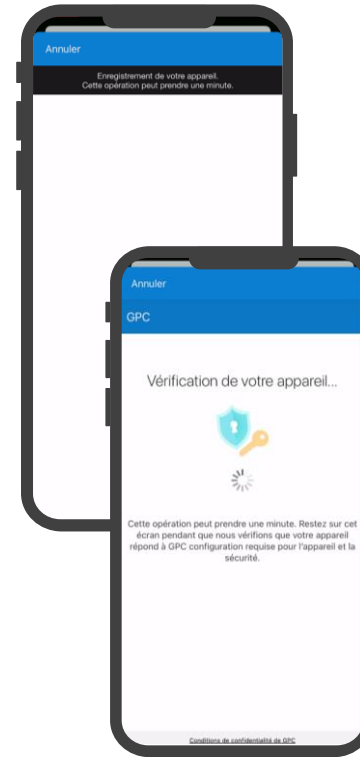 Annuler
Enregistrement de votre appareil.
Cette opération peut prendre une minute.
Annuler
GPC
Vérification de votre appareil...
Cette opération peut prendre une minute. Restez sur cet
écran pendant que nous vérifions que votre appareil
répond à GPC configuration requise pour l'appareil et la
sécurité.
Conditions de confidentialité de GPC